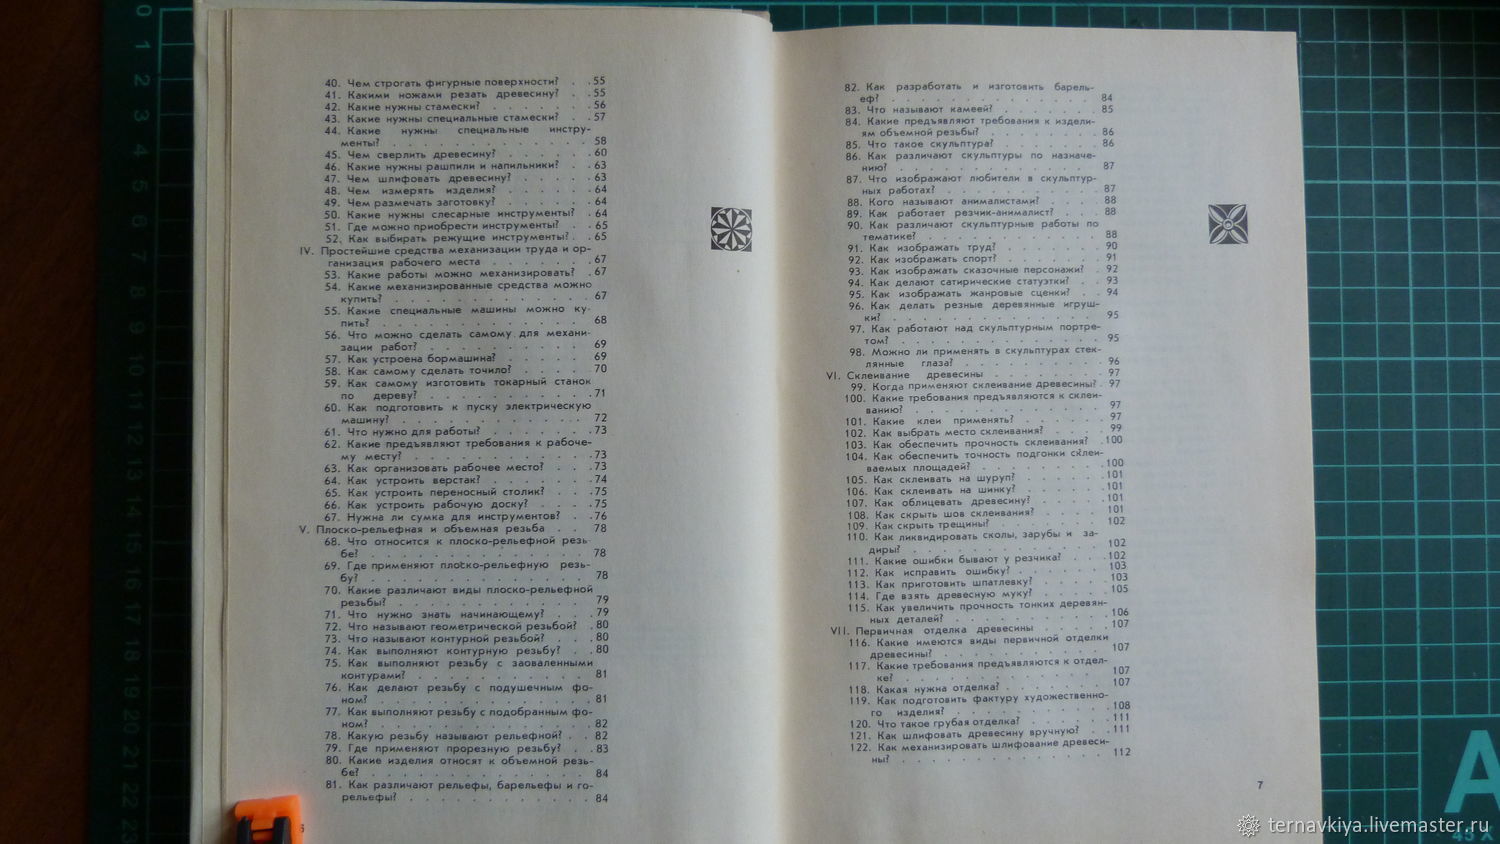 40. Чем строгать фигурные поверхности? . . 55
41. Какими ножами резать древесину? . . 55
42. Какие нужны стамески? . . . . . . . 56
43. Какие нужны специальные стамески? . . 57
44. Какие нужны специальные инстру-
менты? . . . . . . . . . . . . . 58
45. Чем сверлить древесину? . . . . . . 60
46. Какие нужны рашпили и напильники? . . 63
47. Чем шлифовать древесину? . . . . . 63
48. Чем измерять изделия? . . . . . . 64
49. Чем размечать заготовку? . . . . . . 64
50. Какие нужны слесарные инструменты? . 64
51. Где можно приобрести инструменты? . . 65
52. Как выбирать режущие инструменты? . . 65
IV. Простейшие средства механизации труда и ор-
ганизация рабочего места . . . . . . . 67
53. Какие работы можно механизировать? . 67
54. Какие механизированные средства можно
купить? . . . . . . . . . . . . . 67
55. Какие специальные машины можно ку-
пить? . . . . . . . . . . . . . . 68
56. Что можно сделать самому для механи-
зации работ? . . . . . . . . . . . 69
57. Как устроена бормашина? . . . . . . 69
58. Как самому сделать точило? . . . . . 70
59. Как самому изготовить токарный станок
по дереву? . . . . . . . . . . . 71
60. Как подготовить к пуску электрическую
машину? . . . . . . . . . . . . . 72
61. Что нужно для работы? . . . . . . . 73
62. Какие предъявляют требования к рабоче-
му месту? . . . . . . . . . . . . 73
63. Как организовать рабочее место? . . . 73
64. Как устроить верстак? . . . . . . . 74
65. Как устроить переносный столик? . . . 75
66. Как устроить рабочую доску? . . . . 75
67. Нужна ли сумка для инструментов? . . 76
V. Плоско-рельефная и объемная резьба . . . 78
68. Что относится к плоско-рельефной резь-
бе? . . . . . . . . . . . . . . . 78
69. Где применяют плоско-рельефную резь-
бу? . . . . . . . . . . . . . . . 78
70. Какие различают виды плоско-рельефной
резьбы? . . . . . . . . . . . . . 79
71. Что нужно знать начинающему? . . . 79
72. Что называют геометрической резьбой? . 80
73. Что называют контурной резьбой? . . . 80
74. Как выполняют контурную резьбу? . . 80
75. Как выполняют резьбу с заоваленными
контурами? . . . . . . . . . . . . 81
76. Как делают резьбу с подушечным фо-
ном? . . . . . . . . . . . . . . 81
77. Как выполняют резьбу с подобранным фо-
ном? . . . . . . . . . . . . . . 82
78. Какую резьбу называют рельефной? . . 82
79. Где применяют прорезную резьбу? . . 83
80. Какие изделия относят к объемной резь-
бе? . . . . . . . . . . . . . . . 84
81. Как различают рельефы, барельефы и го-
рельефы? . . . . . . . . . . . . 84
6
82. Как разработать и изготовить барель-
еф? . . . . . . . . . . . . . . . 84
83. Что называют камеей? . . . . . . . 85
84. Какие предъявляют требования к издели-
ям объемной резьбы? . . . . . . . . 86
85. Что такое скульптура? . . . . . . . 86
86. Как различают скульптуры по назначе-
нию? . . . . . . . . . . . . . . 87
87. Что изображают любители в скульптур-
ных работах? . . . . . . . . . . . 87
88. Кого называют анималистами? . . . . 88
89. Как работает резчик-анималист? . . . 88
90. Как различают скульптурные работы по
тематике? . . . . . . . . . . . . 88
91. Как изображать труд? . . . . . . . 90
92. Как изображать спорт? . . . . . . . 91
93. Как изображать сказочные персонажи? . 92
94. Как делают сатирические статуэтки? . . 93
95. Как изображать жанровые сценки? . . 94
96. Как делать резные деревянные игруш-
ки? . . . . . . . . . . . . . . . 95
97. Как работают над скульптурным портре-
том? . . . . . . . . . . . . . . 95
98. Можно ли применять в скульптурах стек-
лянные глаза? . . . . . . . . . . . 96
VI. Склеивание древесины . . . . . . . . 97
99. Когда применяют склеивание древесины? . 97
100. Какие требования предъявляются к склеи-
ванию? . . . . . . . . . . . . . 97
101. Какие клеи применять? . . . . . . . 97
102. Как выбрать место склеивания? . . . . 99
103. Как обеспечить прочность склеивания? . 100
104. Как обеспечить точность подгонки склеи-
ваемых площадей? . . . . . . . . . 100
105. Как склеивать на шуруп? . . . . . . 101
106. Как склеивать на шинку? . . . . . . 101
107. Как облицевать древесину? . . . . . 101
108. Как скрыть шов склеивания? . . . . . 101
109. Как скрыть трещины? . . . . . . . 102
110. Как ликвидировать сколы, зарубы и за-
диры? . . . . . . . . . . . . . . 102
111. Какие ошибки бывают у резчика? . . . 102
112. Как исправить ошибку? . . . . . . . 103
113. Как приготовить шпатлевку? . . . . . 103
114. Где взять древесную муку? . . . . . 105
115. Как увеличить прочность тонких деревян-
ных деталей? . . . . . . . . . . . 106
VII. Первичная отделка древесины . . . . . 107
116. Какие имеются виды первичной отделки
древесины? . . . . . . . . . . . . 107
117. Какие требования предъявляются к отдел-
ке? . . . . . . . . . . . . . . . 107
118. Какая нужна отделка? . . . . . . . 107
119. Как подготовить фактуру художественно-
го изделия? . . . . . . . . . . . . 108
120. Что такое грубая отделка? . . . . . . 111
121. Как шлифовать древесину вручную? . . 111
122. Как механизировать шлифование древеси-
ны? . . . . . . . . . . . . . . . 112
7
0 1 2 3 4 5 6 7 8 9 10 11 12 13 14 15 16 17 18 19 20 21 22 23
A
45 X
ternavkiya.livemaster.ru